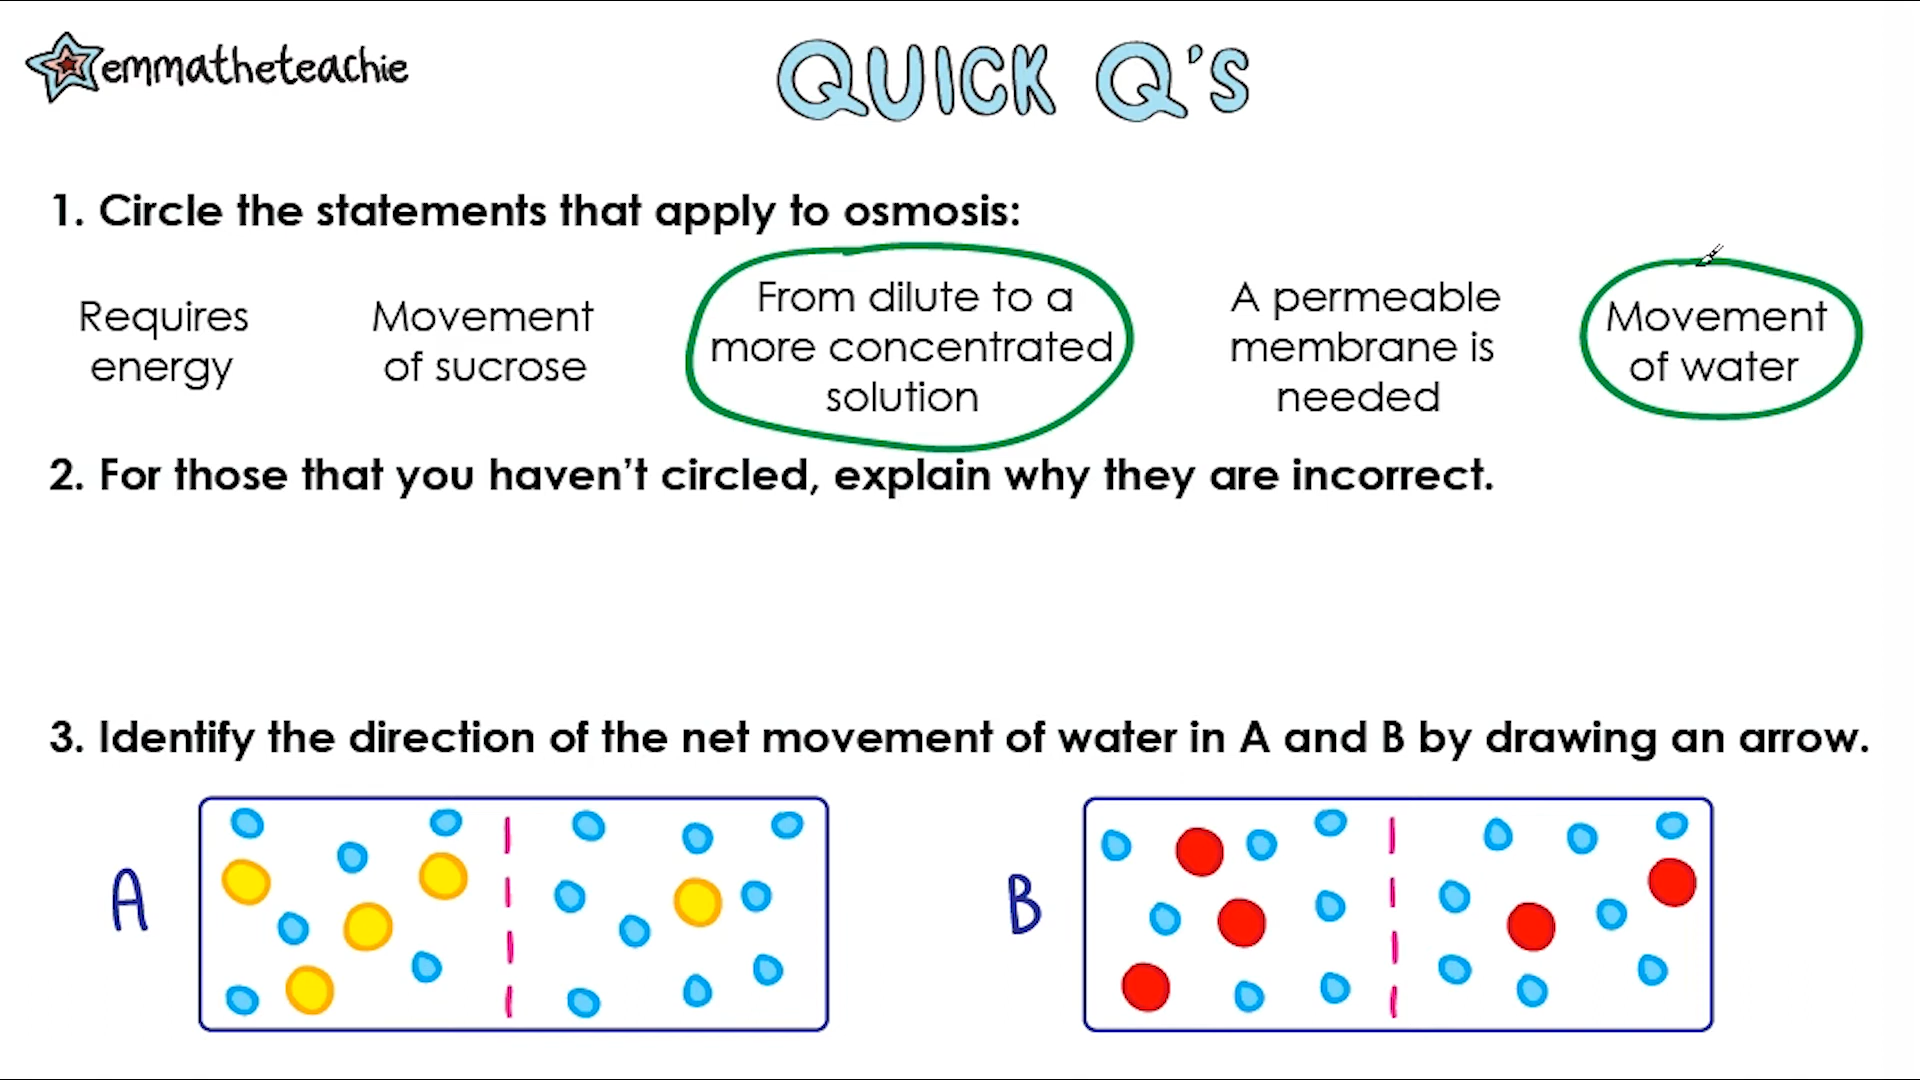 emmatheteachie
QUICK Q'S
1. Circle the statements that apply to osmosis:
Requires
energy
Movement
of sucrose
From dilute to a
more concentrated
solution
A permeable
membrane is
needed
Movement
of water
2. For those that you haven't circled, explain why they are incorrect.
3. Identify the direction of the net movement of water in A and B by drawing an arrow.
A
B